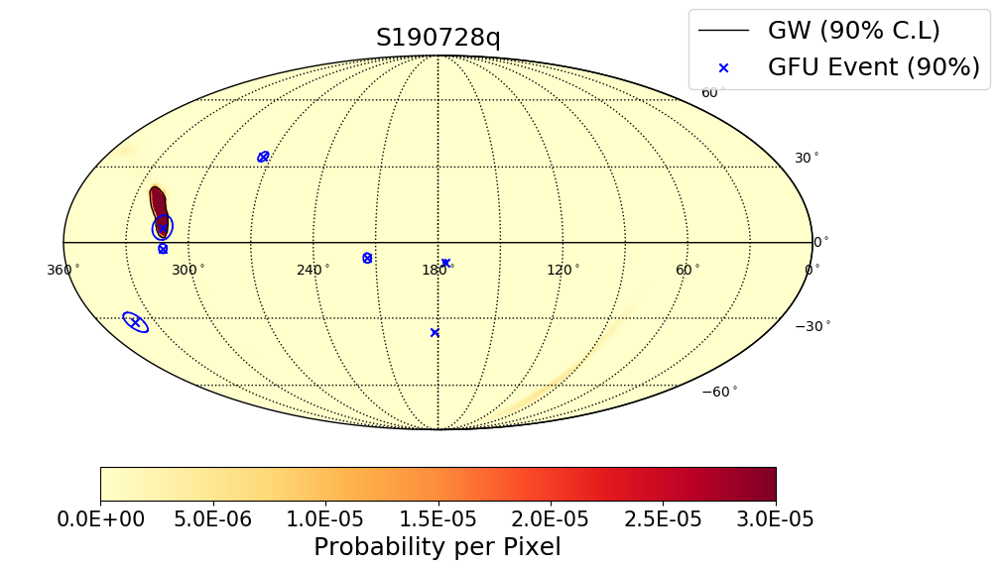 S190728q
GW (90% C.L)
GFU Event (90%)
60°
30°
0°
360° 300° 240° 180° 120° 60° 0°
−30°
−60°
0.0E+00 5.0E-06 1.0E-05 1.5E-05 2.0E-05 2.5E-05 3.0E-05
Probability per Pixel